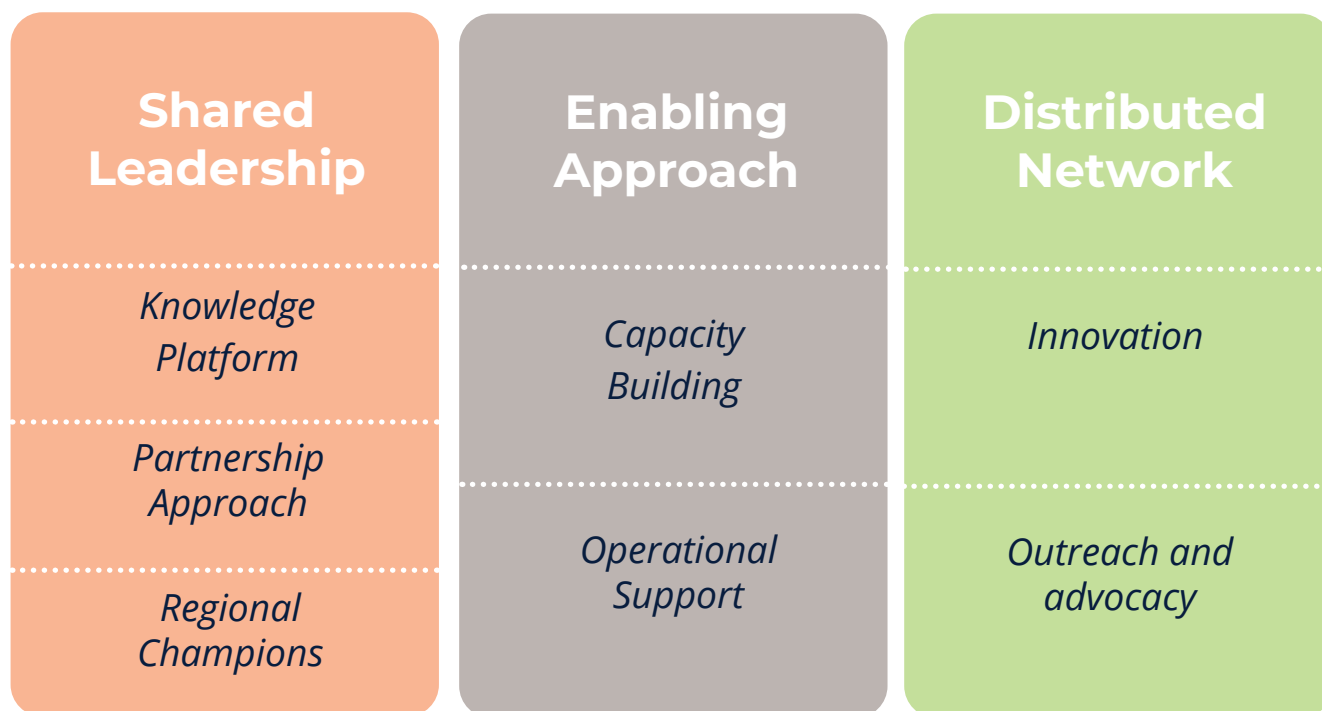 Shared
Leadership
Knowledge
Platform
Partnership
Approach
Regional
Champions
Enabling
Approach
Capacity
Building
Operational
Support
Distributed
Network
Innovation
Outreach and
advocacy